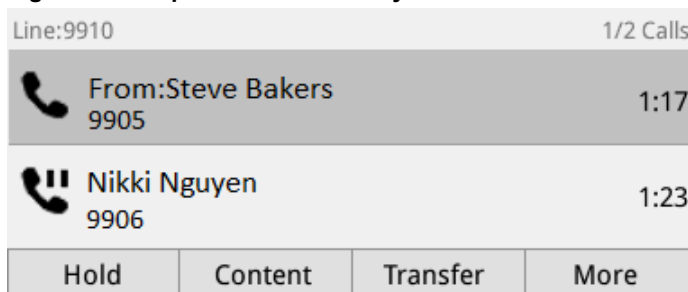 Line:9910 1/2 Calls
From:Steve Bakers
9905 1:17
Nikki Nguyen
9906 1:23
Hold Content Transfer More